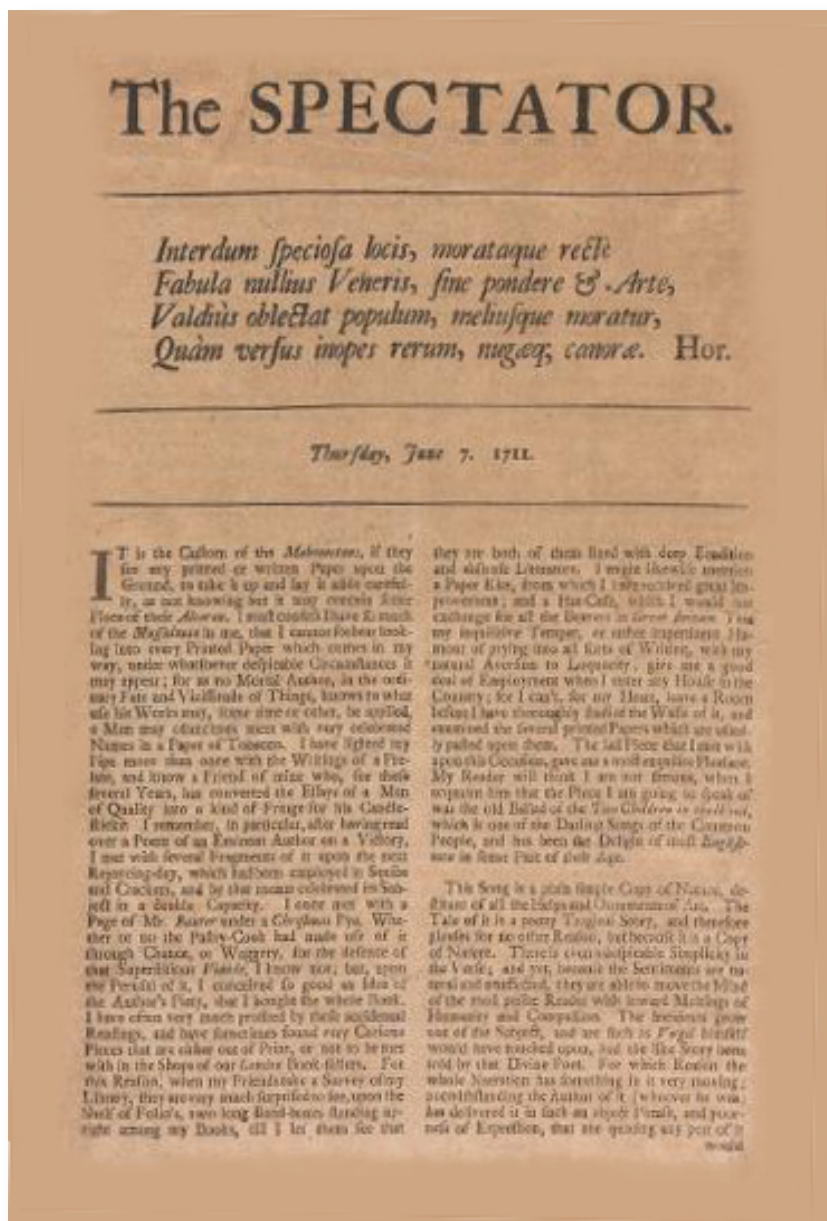 The SPECTATOR.
Interdum ſpecioſa locis, morataque recte
Fabula nullius Veneris, ſine pondere & Arte,
Valdiùs oblectat populum, meliuſque moratur,
Quàm verſus inopes rerum, nugæq; canoræ. Hor.
Thurſday, June 7. 1711.
IT is the Cuſtom of the Mahometans, if they
ſee any printed or written Paper upon the
Ground, to take it up and lay it aſide careful-
ly, as not knowing but it may contain ſome
Piece of their Alcoran. I muſt confeſs I have ſo much
of the Muſſulman in me, that I cannot forbear look-
ing into every Printed Paper which comes in my
way, under whatſoever deſpicable Circumſtances it
may appear; for as no Mortal Author, in the ordi-
nary Fate and Viciſſitude of Things, knows to what
uſe his Works may, ſome time or other, be applied,
a Man may often times meet with very celebrated
Names in a Paper of Tobacco. I have lighted my
Pipe more than once with the Writings of a Pre-
late, and know a Friend of mine who, for theſe
ſeveral Years, has converted the Eſſays of a Man
of Quality into a kind of Fringe for his Candle-
ſticks. I remember, in particular, after having read
over a Poem of an Eminent Author on a Victory,
I met with ſeveral Fragments of it upon the next
Rejoycing-day, which had been employed in Squibs
and Crackers, and by that means celebrated its Sub-
ject in a double Capacity. I once met with a
Page of Mr. Baxter under a Chriſtmas Pye. Whe-
ther or no the Paſtry-Cook had made uſe of it
through Chance, or Waggery, for the defence of
that Superſtitious Viande, I know not; but, upon
the Peruſal of it, I conceived ſo good an Idea of
the Author's Piety, that I bought the whole Book.
I have often very much profited by theſe accidental
Readings, and have ſometimes found very Curious
Pieces that are either out of Print, or not to be met
with in the Shops of our London Book-ſellers. For
this Reaſon, when my Friends take a Survey of my
Library, they are very much ſurpriſed to ſee, upon the
Shelf of Folio's, two long Band-boxes ſtanding up-
right among my Books, till I let them ſee that
they are both of them lined with deep Erudition
and abſtruſe Literature. I might likewiſe mention
a Paper Kite, from which I have received great Im-
provement; and a Hat-Caſe, which I would not
exchange for all the Beavers in Great Britain. This
my inquiſitive Temper, or rather impertinent Hu-
mour of prying into all ſorts of Writing, with my
natural Averſion to Loquacity, give me a good
deal of Employment when I enter any Houſe in the
Country; for I can't, for my Heart, leave a Room
before I have thoroughly ſtudied the Walls of it, and
examined the ſeveral printed Papers which are uſual-
ly paſted upon them. The laſt Piece that I met with
upon this Occaſion, gave me a moſt exquiſite Pleaſure.
My Reader will think I am not ſerious, when I
acquaint him that the Piece I am going to ſpeak of
was the old Ballad of the Two Children in the Wood,
which is one of the Darling Songs of the Common
People, and has been the Delight of moſt Engliſh-
men in ſome Part of their Age.
This Song is a plain ſimple Copy of Nature, de-
ſtitute of all the Helps and Ornaments of Art. The
Tale of it is a pretty Tragical Story, and therefore
pleaſes for no other Reaſon, but becauſe it is a Copy
of Nature. There is even a deſpicable Simplicity in
the Verſe; and yet, becauſe the Sentiments are na-
tural and unaffected, they are able to move the Mind
of the moſt polite Reader with inward Meltings of
Humanity and Compaſſion. The Incidents grow
out of the Subject, and are ſuch as Virgil himſelf
would have touched upon, had the like Story been
told by that Divine Poet. For which Reaſon the
whole Narration has ſomething in it very moving;
notwithſtanding the Author of it (whoever he was)
has delivered it in ſuch an abject Phraſe, and poor-
neſs of Expreſſion, that the quoting any part of it
would